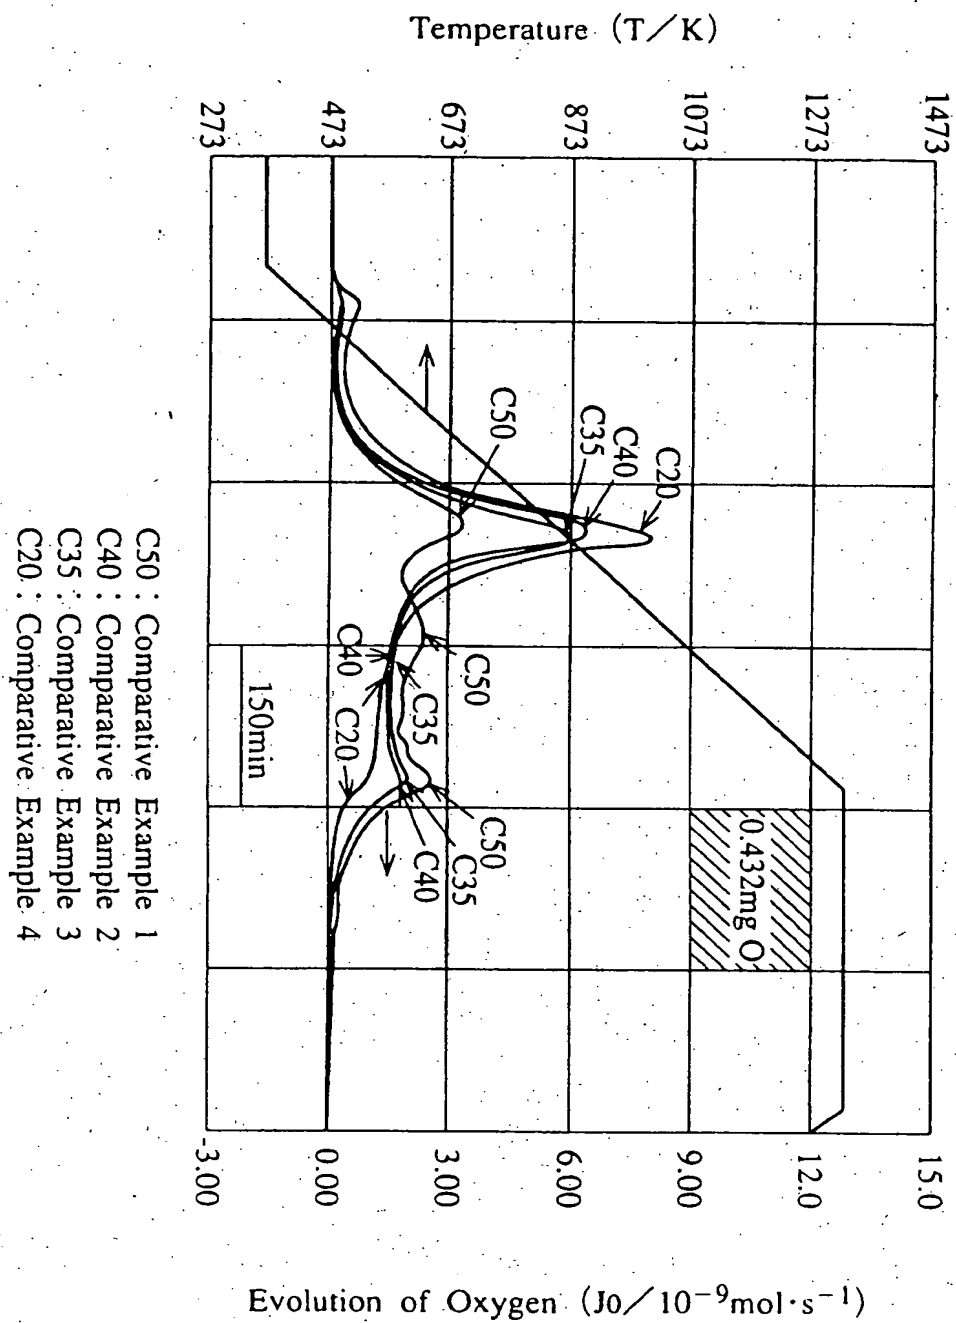 Temperature (T/K)
1473
1273
1073
873
673
473
273
C20
C40
C35
C50
C50
C35
C40
C20
C50
C35
C40
0.432mg O
150min
15.0
12.0
9.00
6.00
3.00
0.00
-3.00
Evolution of Oxygen (Jo/10⁻⁹mol·s⁻¹)
C50 : Comparative Example 1
C40 : Comparative Example 2
C35 : Comparative Example 3
C20 : Comparative Example 4